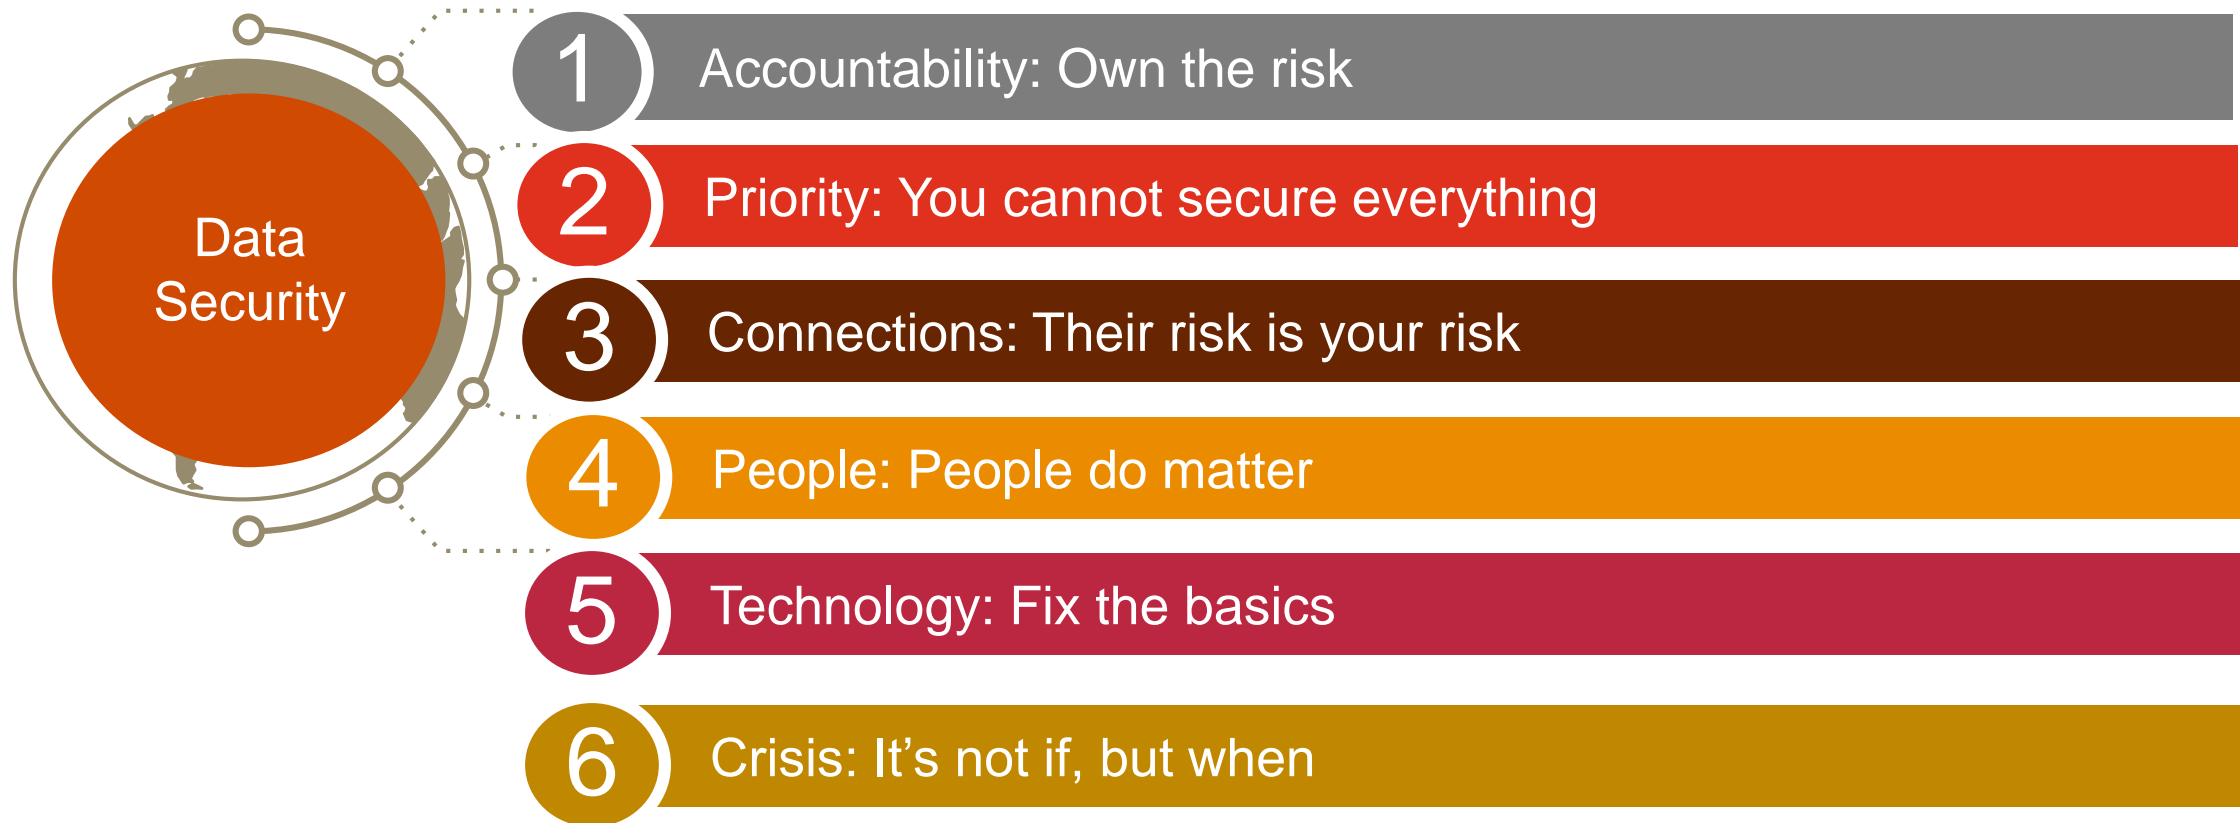 Data
Security
1
Accountability: Own the risk
2
Priority: You cannot secure everything
3
Connections: Their risk is your risk
4
People: People do matter
5
Technology: Fix the basics
6
Crisis: It’s not if, but when